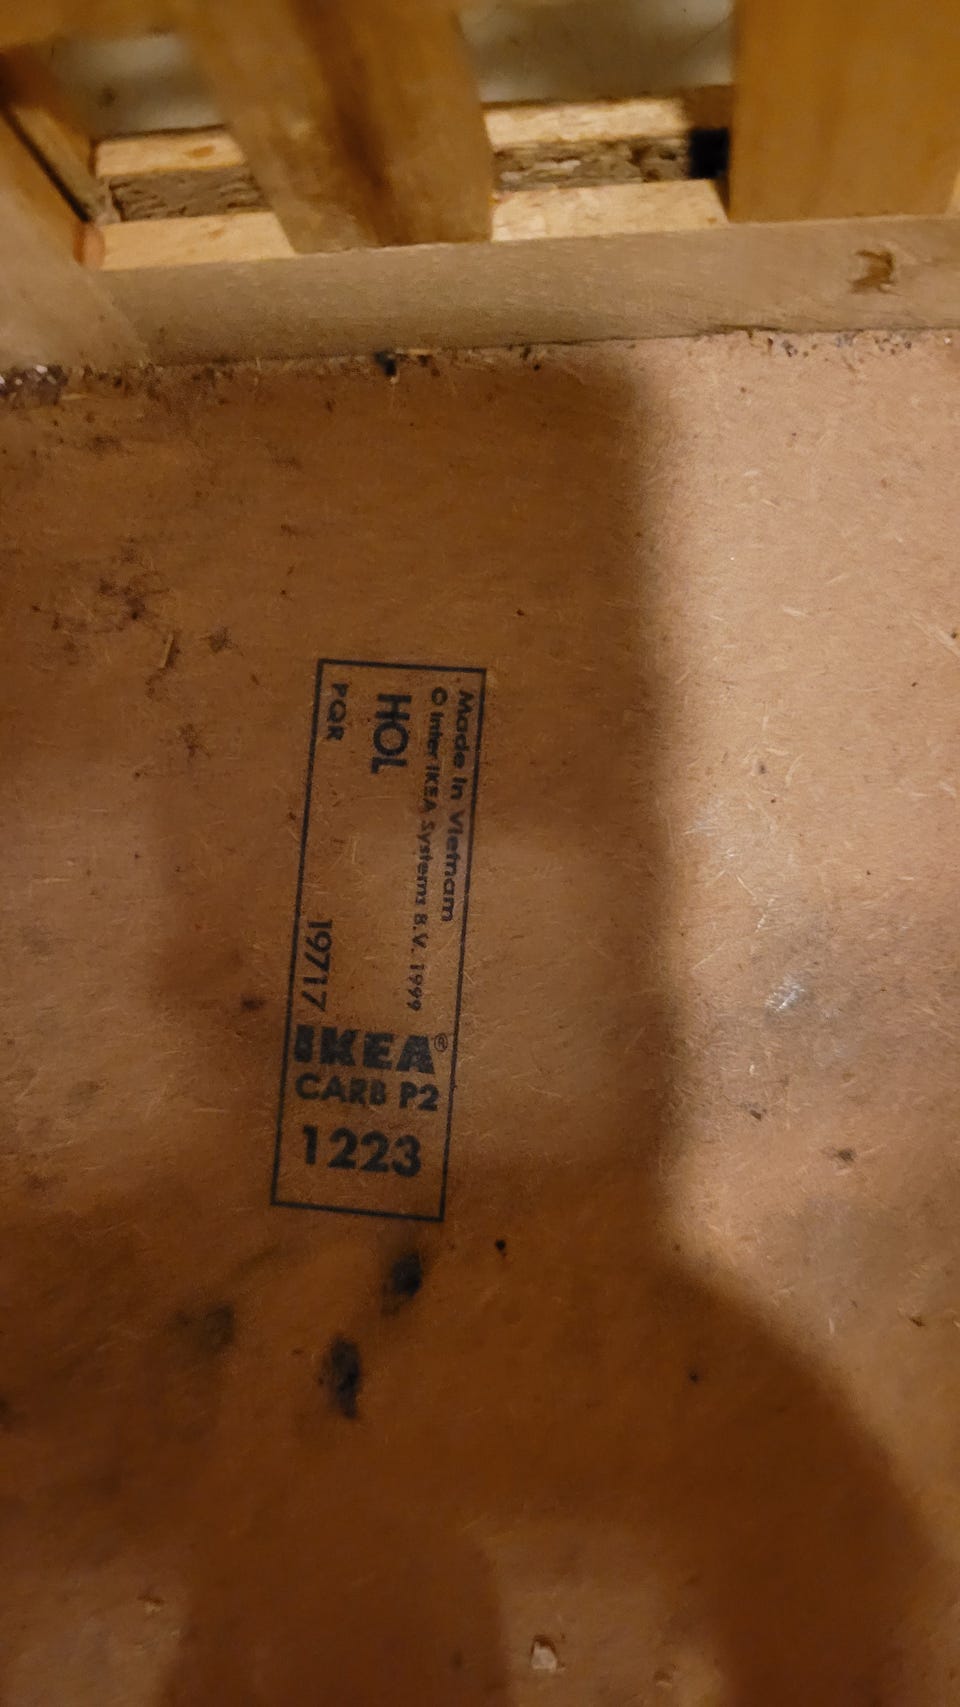 Made in Vietnam
© Inter IKEA Systems B.V. 1999
HOL
PQR 19717
IKEA®
CARB P2
1223